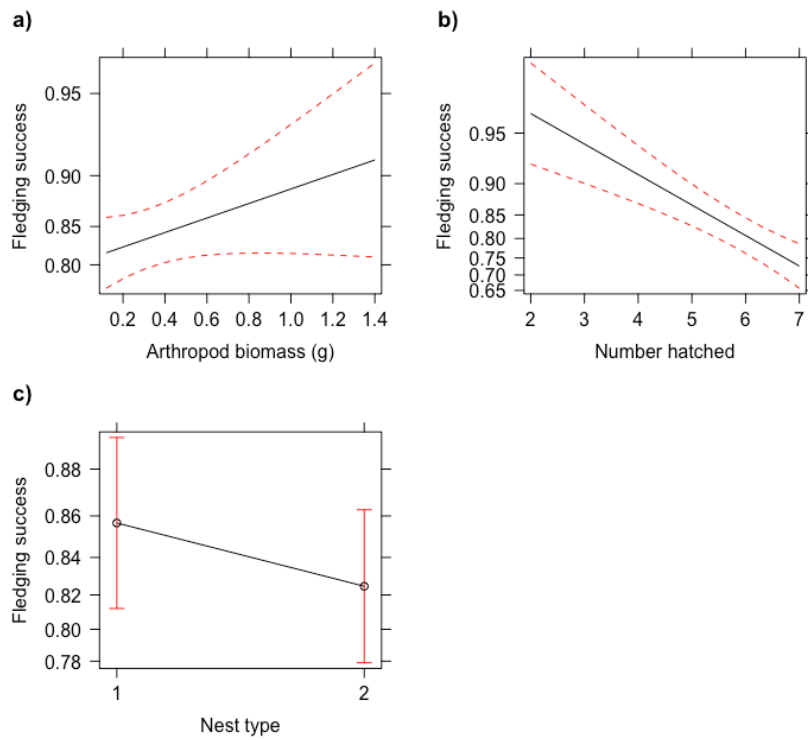 a)
Fledging success
0.95
0.90
0.85
0.80
0.2 0.4 0.6 0.8 1.0 1.2 1.4
Arthropod biomass (g)
b)
Fledging success
0.95
0.90
0.85
0.80
0.75
0.70
0.65
2 3 4 5 6 7
Number hatched
c)
Fledging success
0.88
0.86
0.84
0.82
0.80
0.78
1 2
Nest type